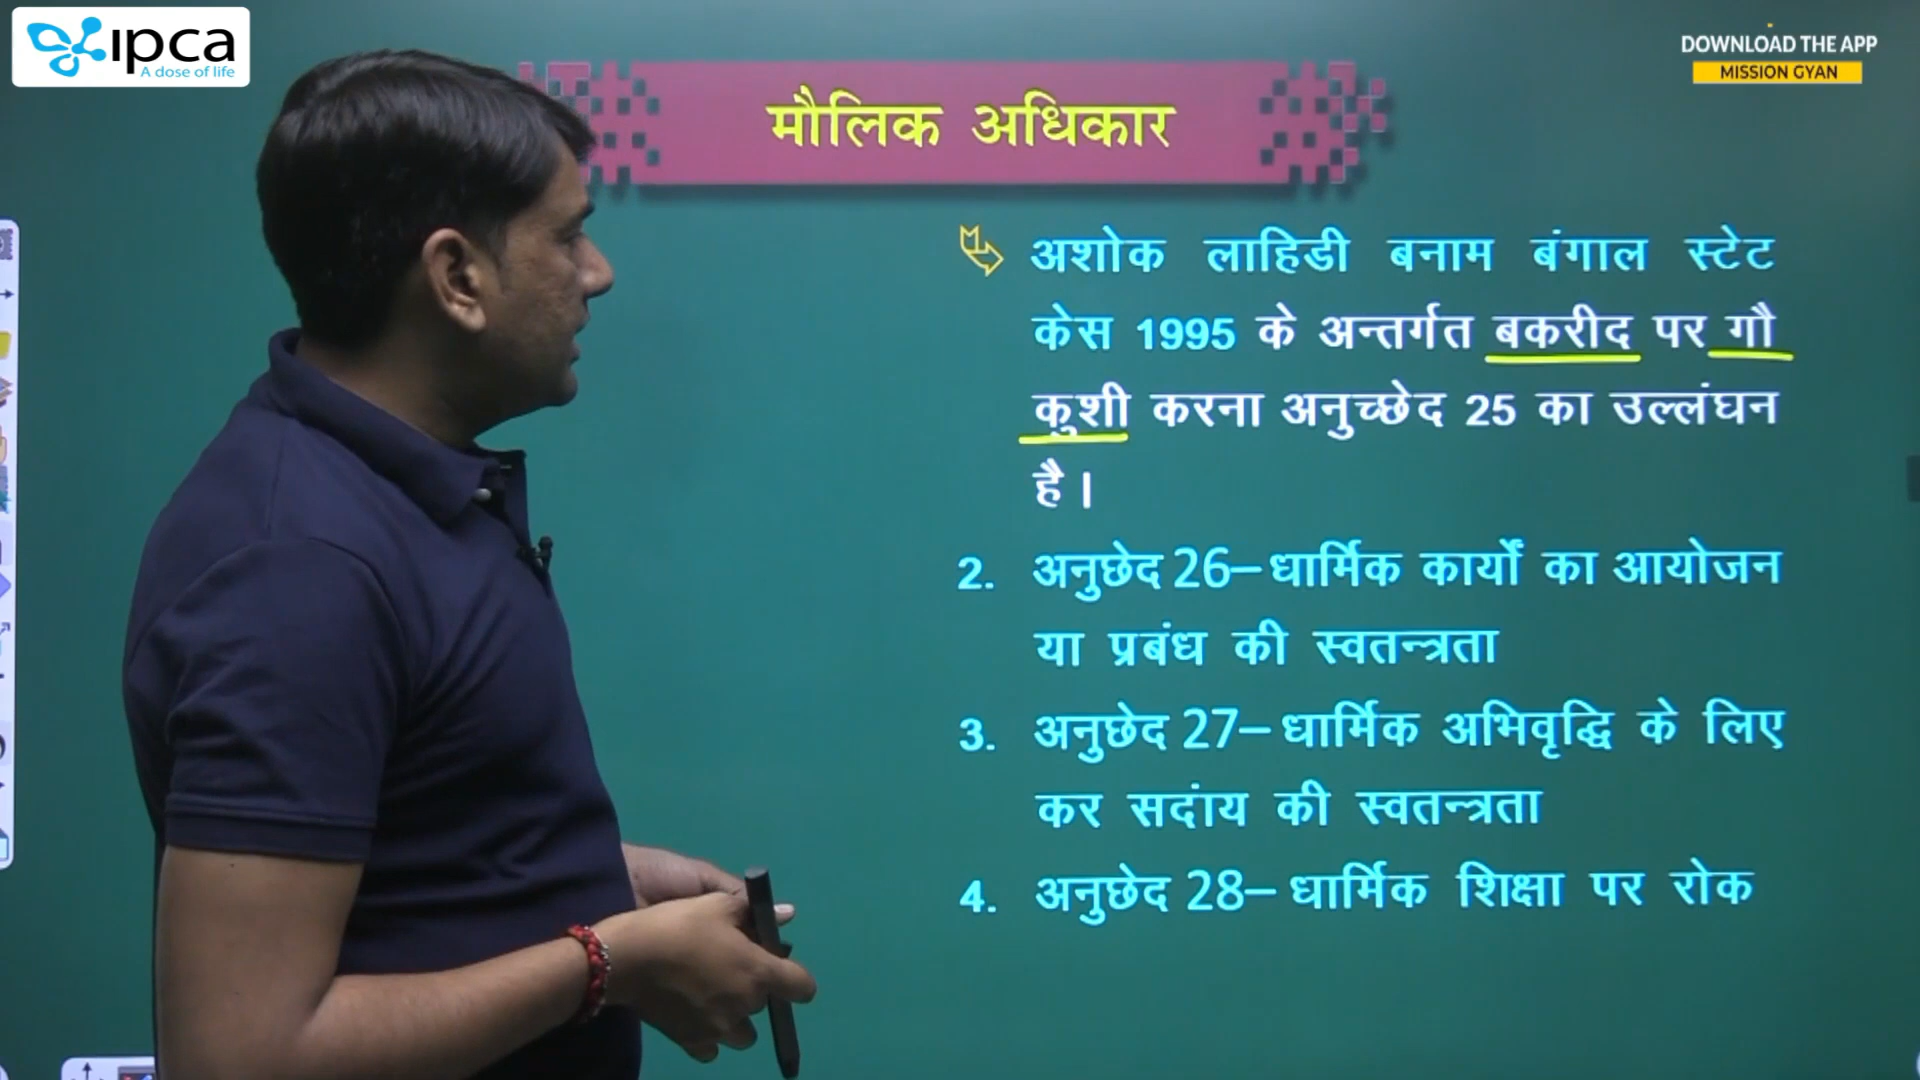 ipca
A dose of life
DOWNLOAD THE APP
MISSION GYAN
मौलिक अधिकार
अशोक लाहिडी बनाम बंगाल स्टेट
केस 1995 के अन्तर्गत बकरीद पर गौ
कुशी करना अनुच्छेद 25 का उल्लंघन
है।
2. अनुछेद 26–धार्मिक कार्यों का आयोजन
या प्रबंध की स्वतन्त्रता
3. अनुछेद 27–धार्मिक अभिवृद्धि के लिए
कर सदांय की स्वतन्त्रता
4. अनुछेद 28– धार्मिक शिक्षा पर रोक